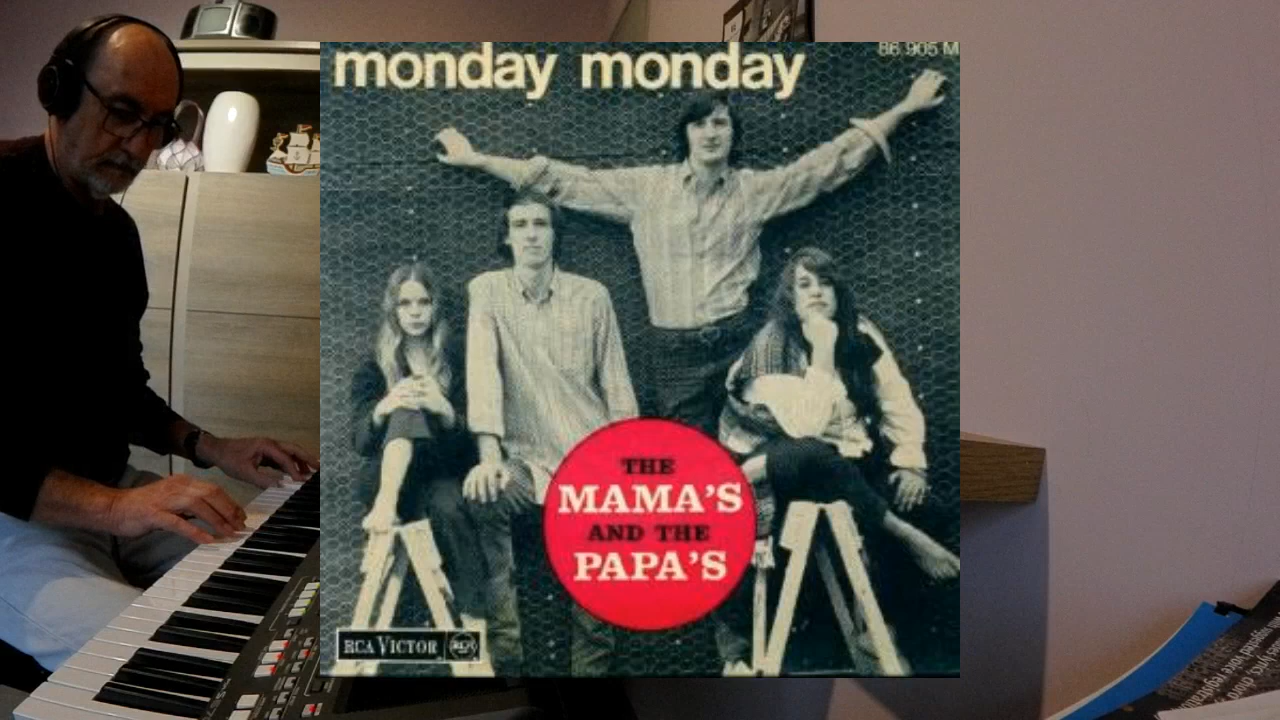 monday monday
86.905 M
THE
MAMA'S
AND THE
PAPA'S
RCA VICTOR